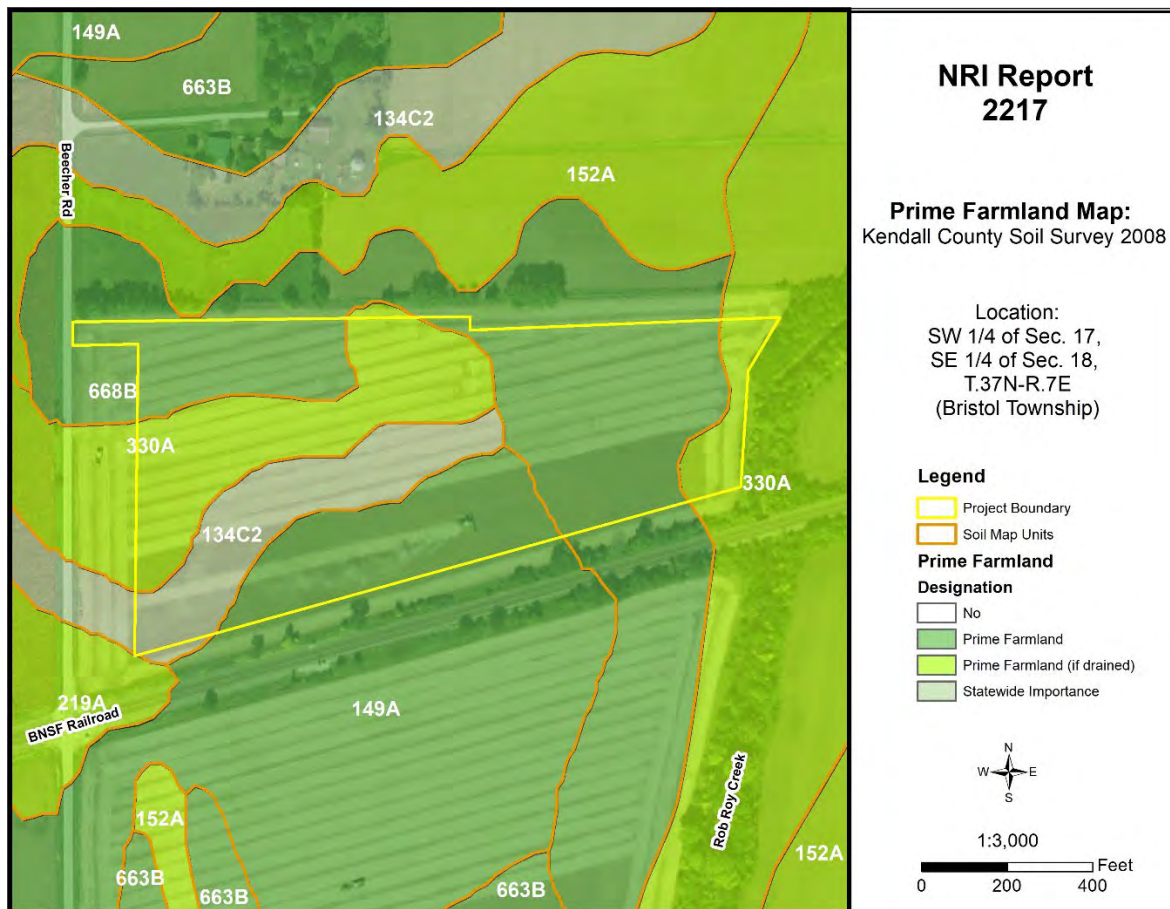 149A
663B
134C2
Beecher Rd
152A
668B
330A
330A
134C2
219A
BNSF Railroad
149A
152A
Rob Roy Creek
152A
663B
663B
663B
NRI Report
2217
Prime Farmland Map:
Kendall County Soil Survey 2008
Location:
SW 1/4 of Sec. 17,
SE 1/4 of Sec. 18,
T.37N-R.7E
(Bristol Township)
Legend
Project Boundary
Soil Map Units
Prime Farmland
Designation
No
Prime Farmland
Prime Farmland (if drained)
Statewide Importance
N
W E
S
1:3,000
Feet
0 200 400